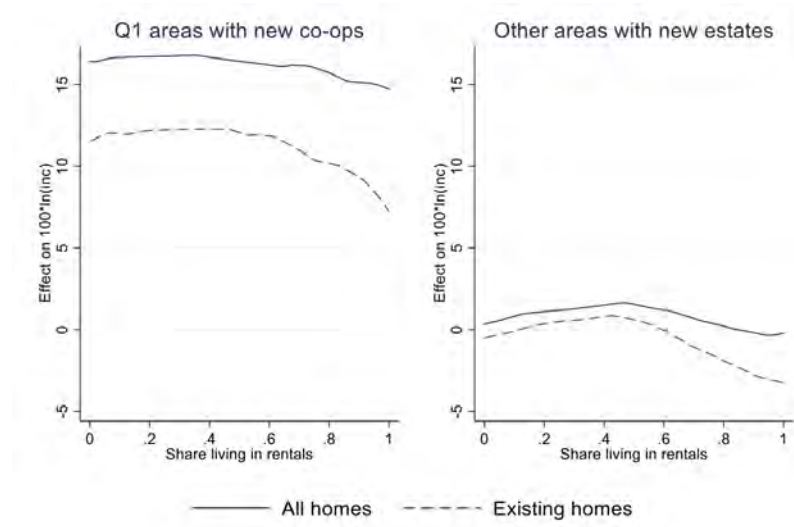 Q1 areas with new co-ops
Effect on 100*ln(inc)
15
10
5
0
-5
0 .2 .4 .6 .8 1
Share living in rentals
Other areas with new estates
Effect on 100*ln(inc)
15
10
5
0
-5
0 .2 .4 .6 .8 1
Share living in rentals
All homes Existing homes